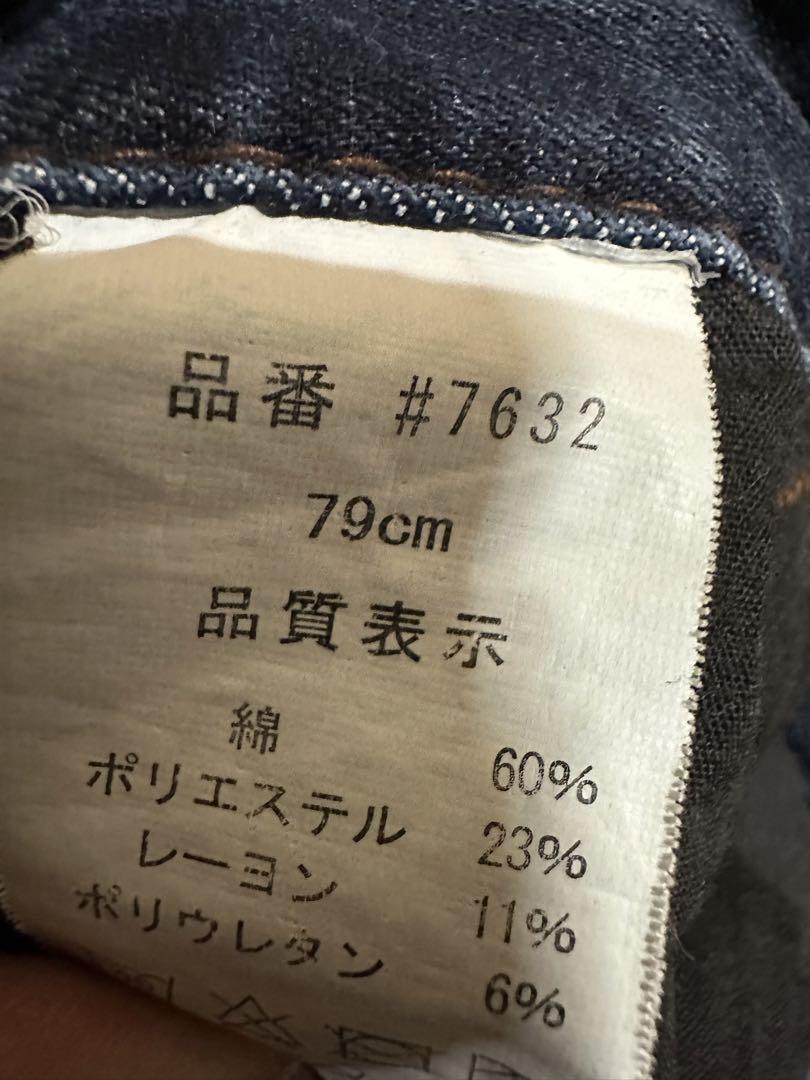 品番 #7632
79cm
品質表示
綿 60%
ポリエステル 23%
レーヨン 11%
ポリウレタン 6%